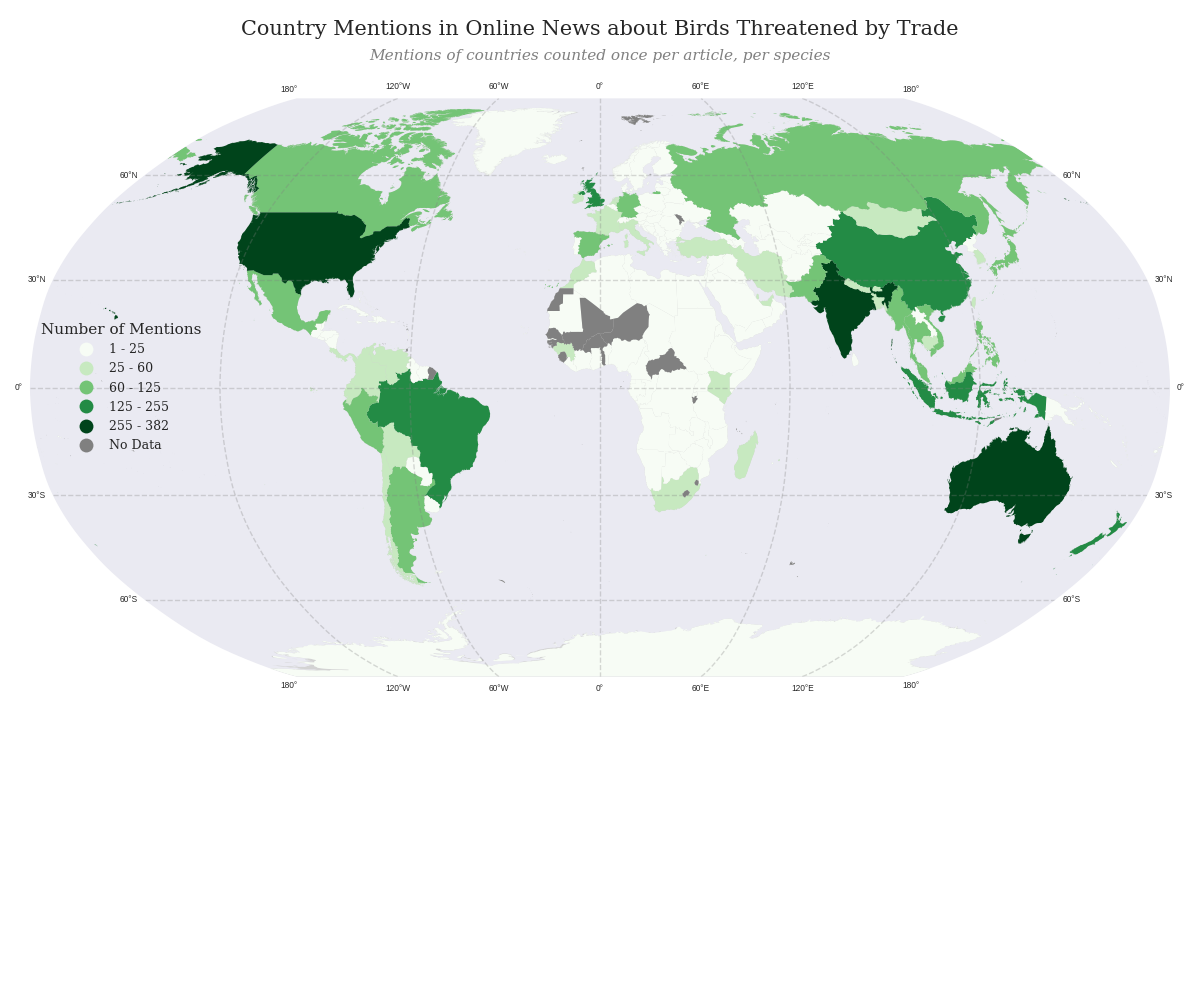 Country Mentions in Online News about Birds Threatened by Trade
Mentions of countries counted once per article, per species
180° 120°W 60°W 0° 60°E 120°E 180°
60°N 60°N
30°N 30°N
Number of Mentions
1 - 25
25 - 60
60 - 125
125 - 255
255 - 382
No Data
0° 0°
30°S 30°S
60°S 60°S
180° 120°W 60°W 0° 60°E 120°E 180°